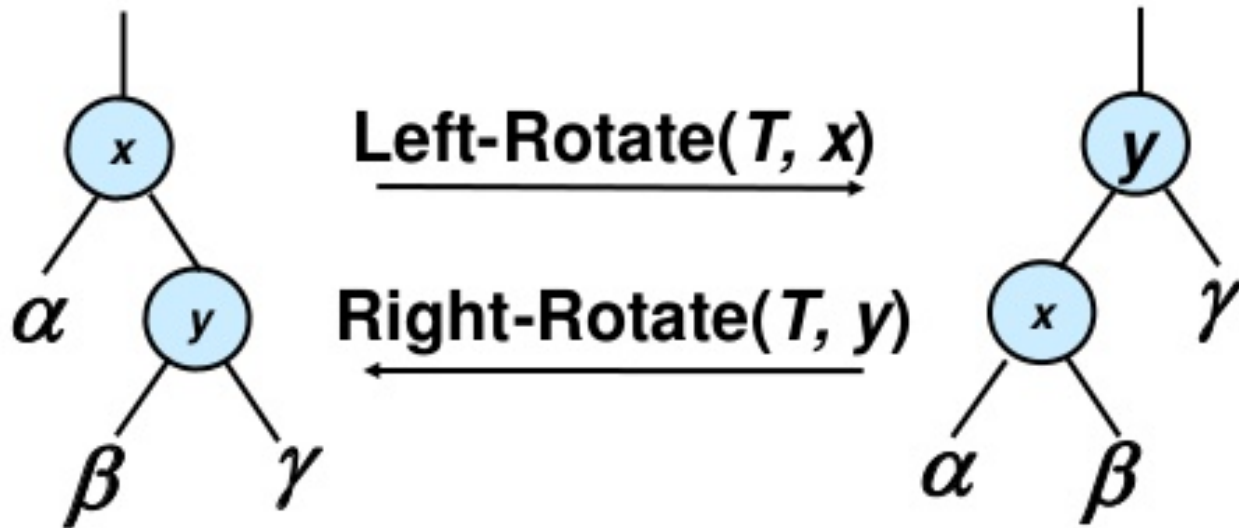 x
Left-Rotate(T, x)
y
α
y
Right-Rotate(T, y)
x
γ
β
γ
α
β